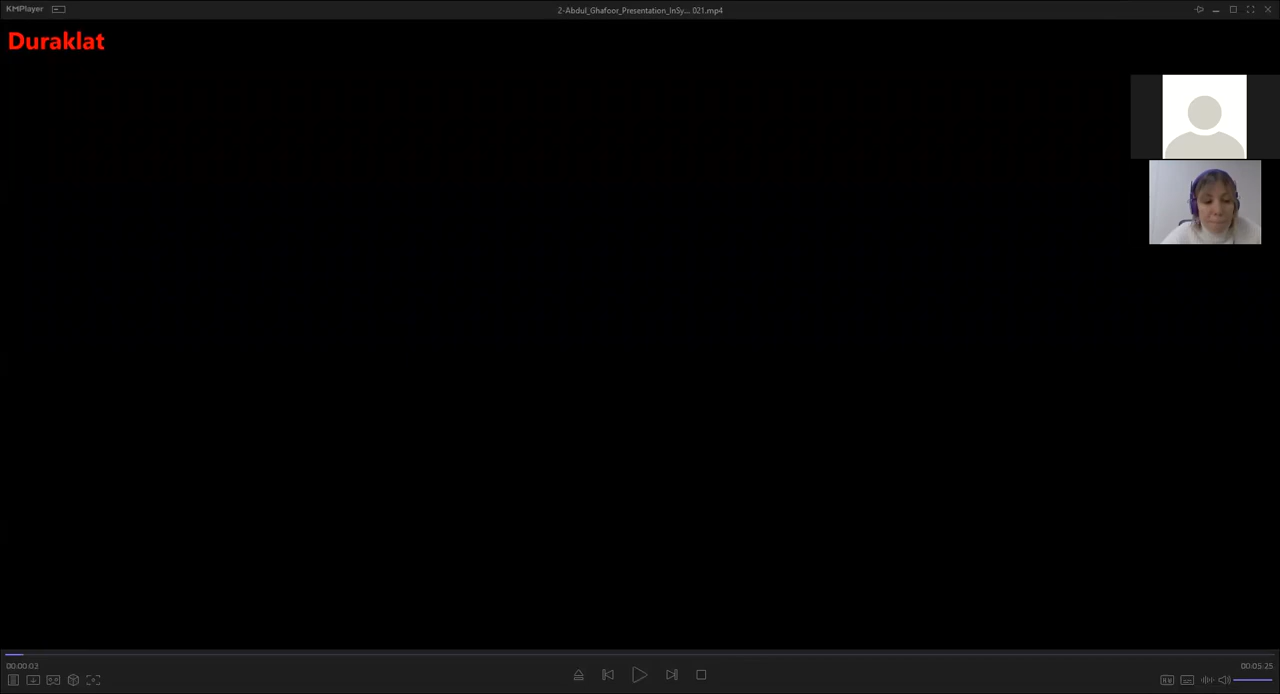 KMPlayer
2-Abdul_Ghafoor_Presentation_InSy... 021.mp4
Duraklat
00:00:02
00:05:25